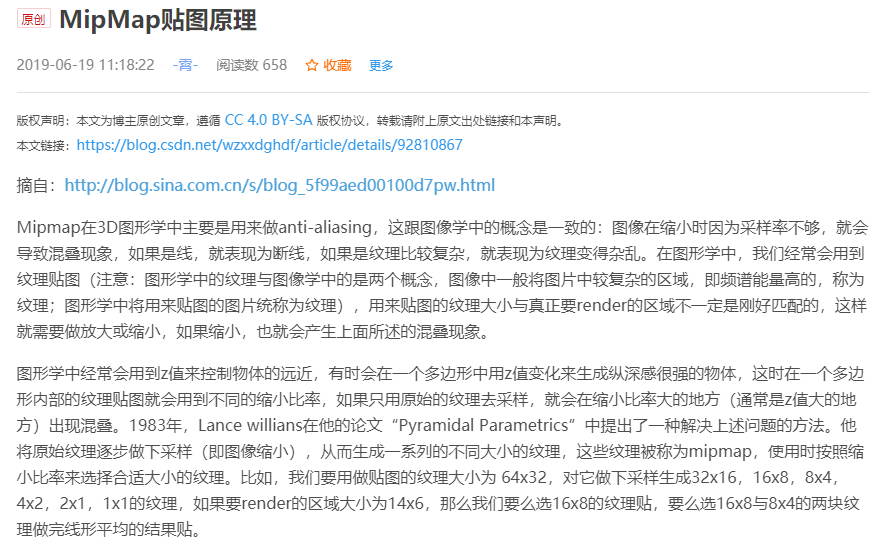 原创 MipMap贴图原理
2019-06-19 11:18:22 -霄- 阅读数 658 收藏 更多
版权声明：本文为博主原创文章，遵循 CC 4.0 BY-SA 版权协议，转载请附上原文出处链接和本声明。
本文链接：https://blog.csdn.net/wzxxdghdf/article/details/92810867
摘自：http://blog.sina.com.cn/s/blog_5f99aed00100d7pw.html
Mipmap在3D图形学中主要是用来做anti-aliasing，这跟图像学中的概念是一致的：图像在缩小时因为采样率不够，就会
导致混叠现象，如果是线，就表现为断线，如果是纹理比较复杂，就表现为纹理变得杂乱。在图形学中，我们经常会用到
纹理贴图（注意：图形学中的纹理与图像学中的是两个概念，图像中一般将图片中较复杂的区域，即频谱能量高的，称为
纹理；图形学中将用来贴图的图片统称为纹理），用来贴图的纹理大小与真正要render的区域不一定是刚好匹配的，这样
就需要做放大或缩小，如果缩小，也就会产生上面所述的混叠现象。
图形学中经常会用到z值来控制物体的远近，有时会在一个多边形中用z值变化来生成纵深感很强的物体，这时在一个多边
形内部的纹理贴图就会用到不同的缩小比率，如果只用原始的纹理去采样，就会在缩小比率大的地方（通常是z值大的地
方）出现混叠。1983年，Lance willians在他的论文“Pyramidal Parametrics”中提出了一种解决上述问题的方法。他
将原始纹理逐步做下采样（即图像缩小），从而生成一系列的不同大小的纹理，这些纹理被称为mipmap，使用时按照缩
小比率来选择合适大小的纹理。比如，我们要用做贴图的纹理大小为 64x32，对它做下采样生成32x16，16x8，8x4，
4x2，2x1，1x1的纹理，如果要render的区域大小为14x6，那么我们要么选16x8的纹理贴，要么选16x8与8x4的两块纹
理做完线形平均的结果贴。